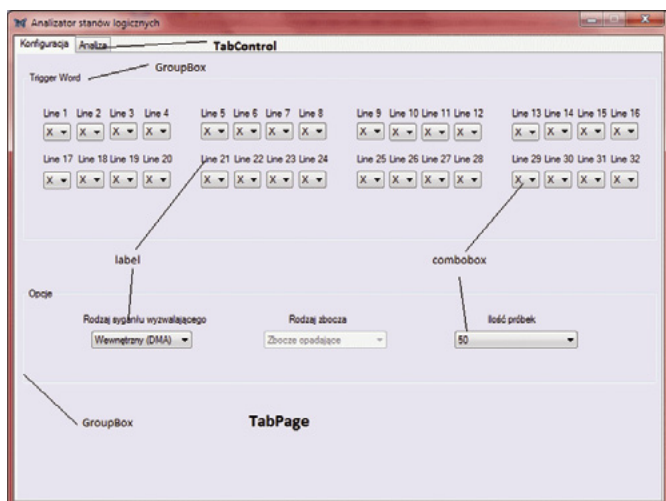 Analizator stanów logicznych
Konfiguracja Analiza TabControl
GroupBox
Trigger Word
Line 1 Line 2 Line 3 Line 4 Line 5 Line 6 Line 7 Line 8 Line 9 Line 10 Line 11 Line 12 Line 13 Line 14 Line 15 Line 16
X X X X X X X X X X X X X X X X
Line 17 Line 18 Line 19 Line 20 Line 21 Line 22 Line 23 Line 24 Line 25 Line 26 Line 27 Line 28 Line 29 Line 30 Line 31 Line 32
X X X X X X X X X X X X X X X X
label combobox
Opcje
Rodzaj syganłu wyzwalającego Rodzaj zbocza Ilość próbek
Wewnętrzny (DMA) Zbocze opadające 50
GroupBox TabPage